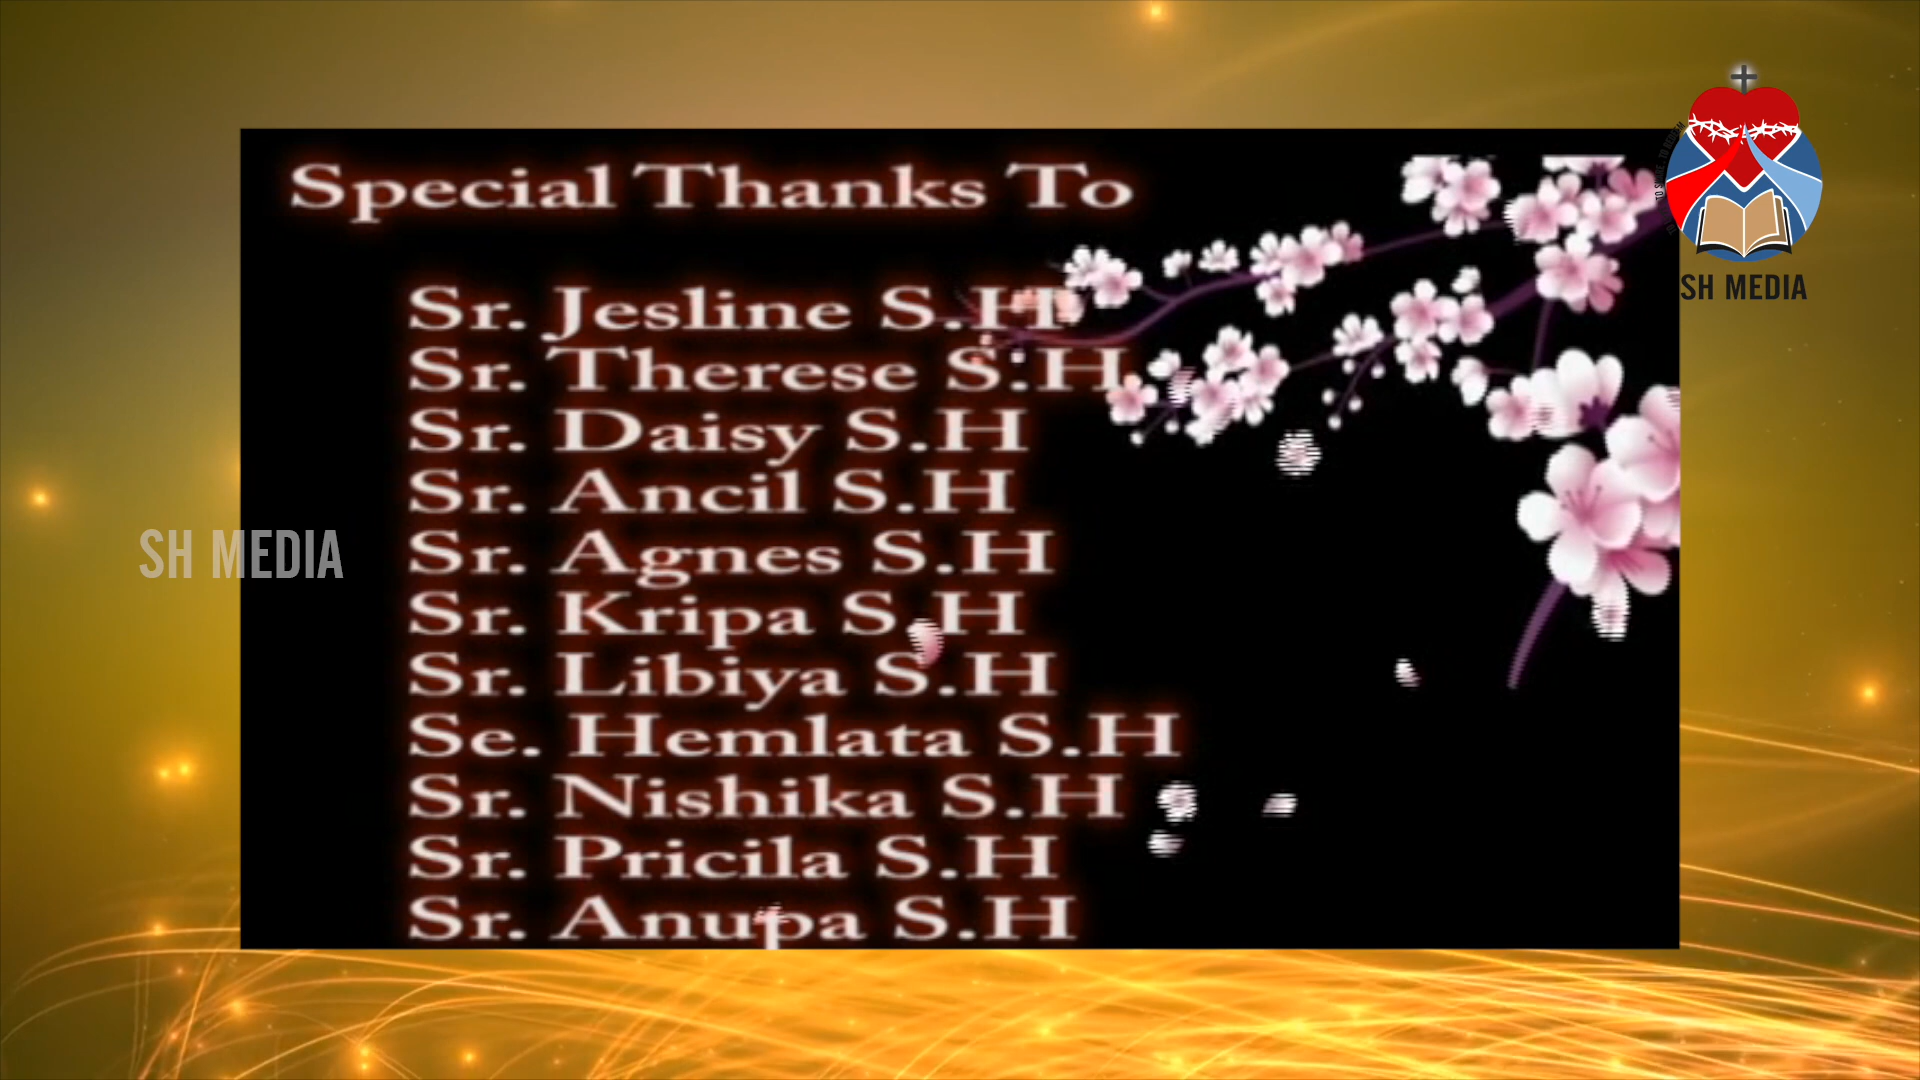 Special Thanks To
Sr. Jesline S.H
Sr. Therese S.H
Sr. Daisy S.H
Sr. Ancil S.H
Sr. Agnes S.H
Sr. Kripa S.H
Sr. Libiya S.H
Se. Hemlata S.H
Sr. Nishika S.H
Sr. Pricila S.H
Sr. Anupa S.H
SH MEDIA
SH MEDIA